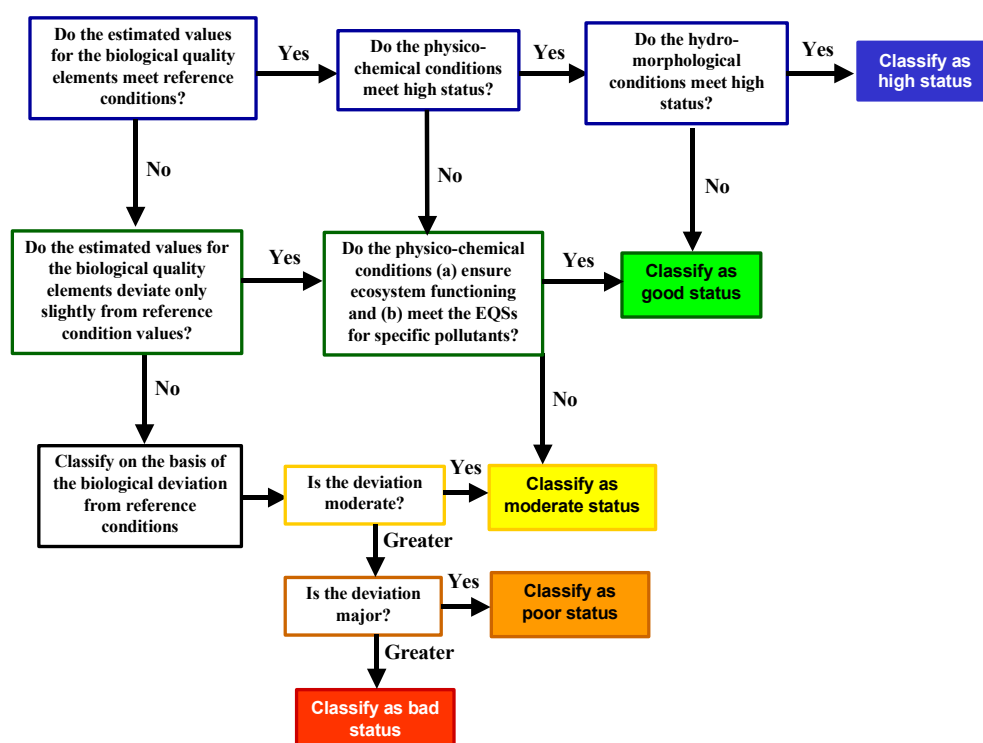 Do the estimated values
for the biological quality
elements meet reference
conditions?
Yes
Do the physico-
chemical conditions
meet high status?
Yes
Do the hydro-
morphological
conditions meet high
status?
Yes
Classify as
high status
No
No
No
Do the estimated values for
the biological quality
elements deviate only
slightly from reference
condition values?
Yes
Do the physico-chemical
conditions (a) ensure
ecosystem functioning
and (b) meet the EQSs
for specific pollutants?
Yes
Classify as
good status
No
No
Classify on the basis of
the biological deviation
from reference
conditions
Is the deviation
moderate?
Yes
Classify as
moderate status
Greater
Is the deviation
major?
Yes
Classify as
poor status
Greater
Classify as bad
status